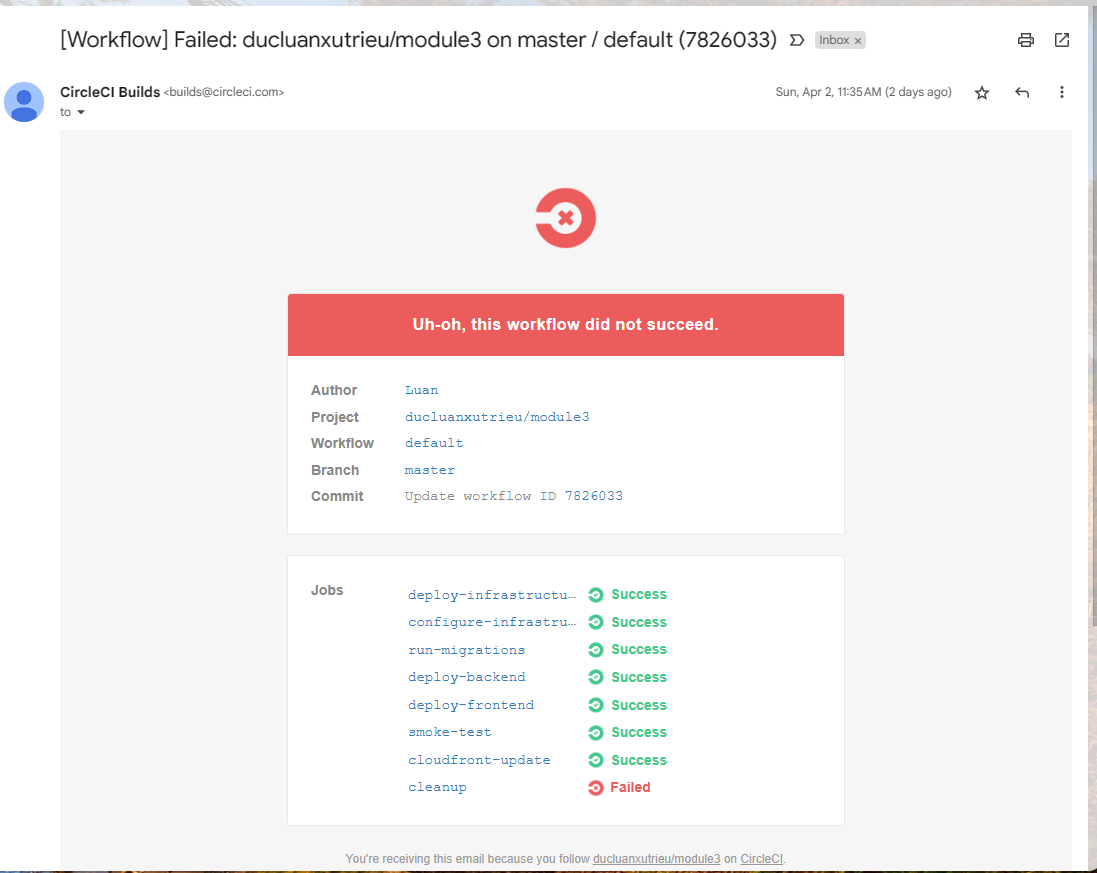 [Workflow] Failed: ducluanxutrieu/module3 on master / default (7826033) Inbox ×
CircleCI Builds <builds@circleci.com> Sun, Apr 2, 11:35 AM (2 days ago)
to
Uh-oh, this workflow did not succeed.
Author Luan
Project ducluanxutrieu/module3
Workflow default
Branch master
Commit Update workflow ID 7826033
Jobs
deploy-infrastructu… Success
configure-infrastru… Success
run-migrations Success
deploy-backend Success
deploy-frontend Success
smoke-test Success
cloudfront-update Success
cleanup Failed
You're receiving this email because you follow ducluanxutrieu/module3 on CircleCI.